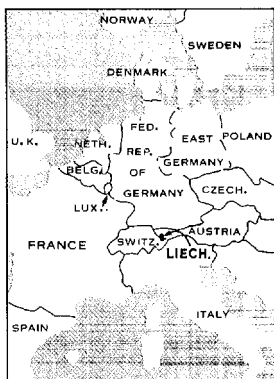 NORWAY
SWEDEN
DENMARK
U.K.
NETH.
FED.
REP.
OF
GERMANY
EAST
GERMANY
POLAND
BELG.
LUX.
CZECH.
FRANCE
SWITZ.
AUSTRIA
LIECH.
ITALY
SPAIN